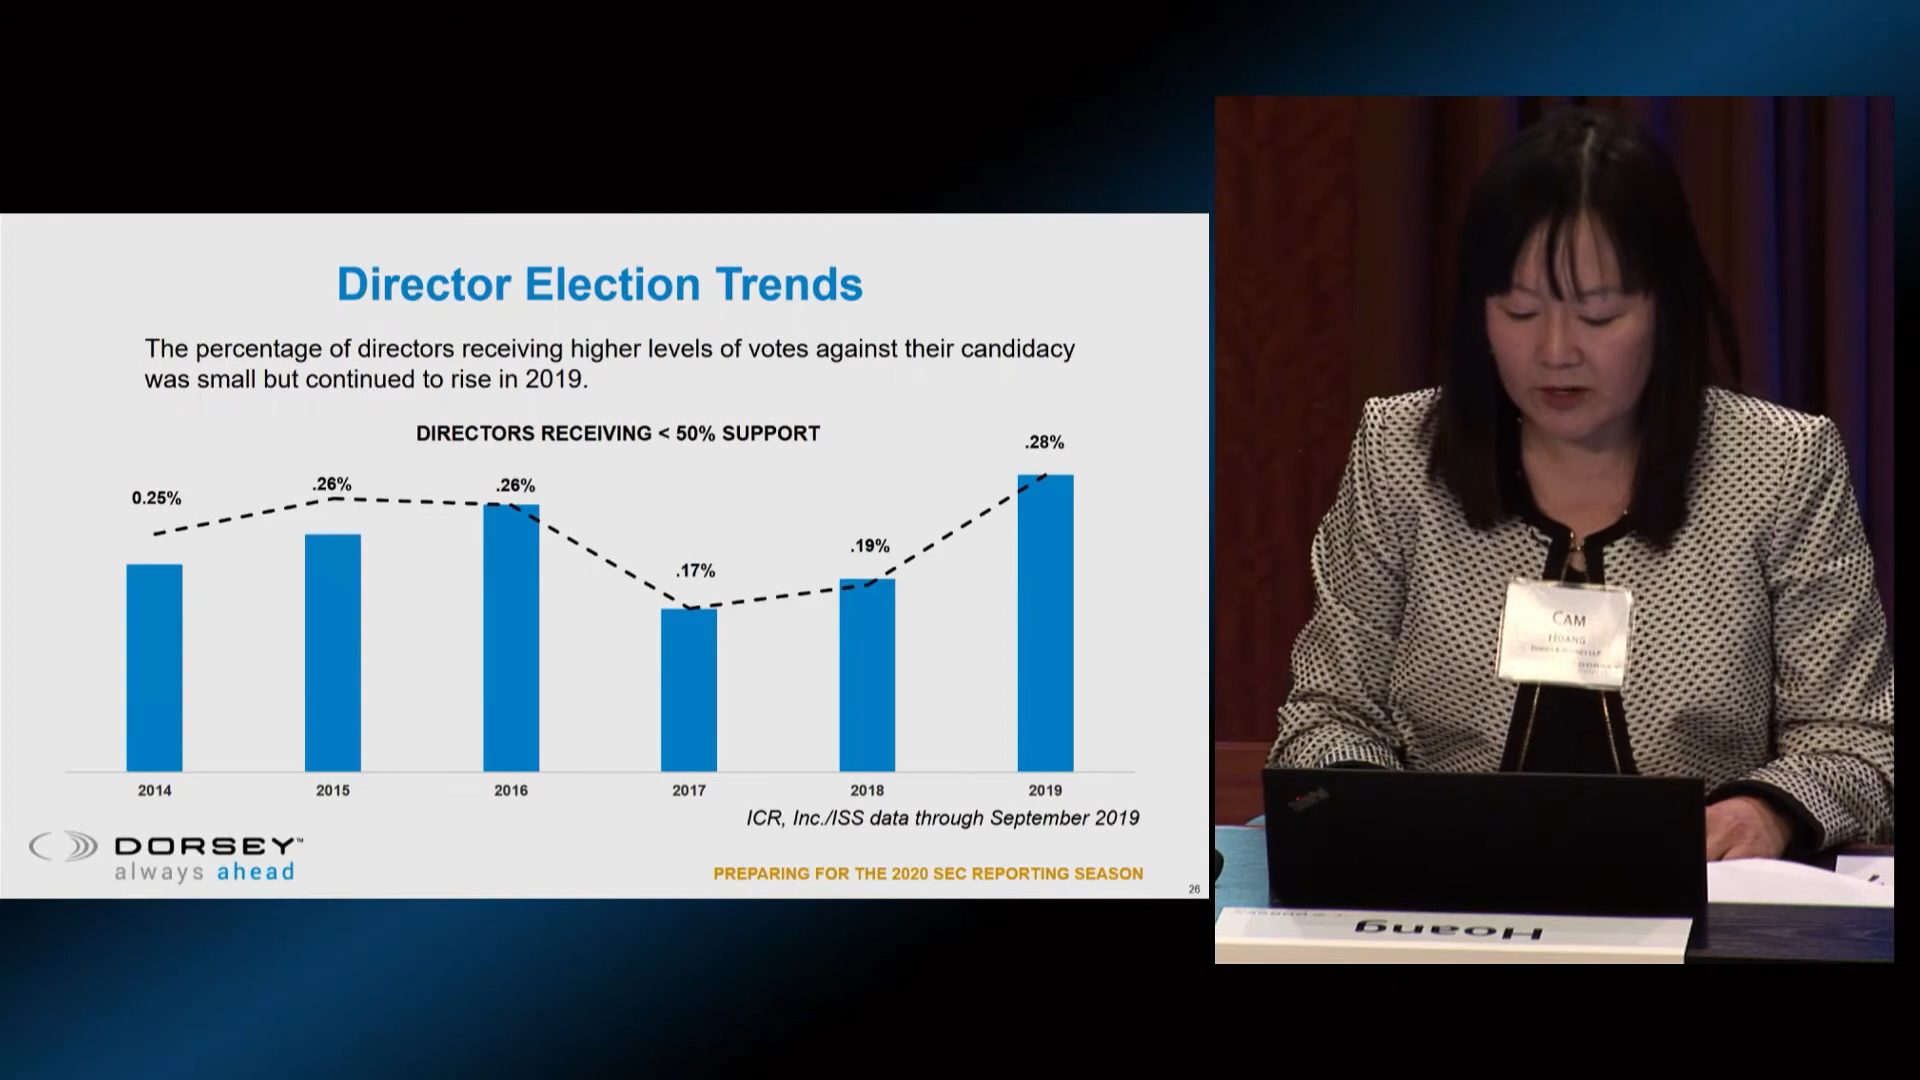 Director Election Trends
The percentage of directors receiving higher levels of votes against their candidacy
was small but continued to rise in 2019.
DIRECTORS RECEIVING < 50% SUPPORT
0.25%
.26%
.26%
.17%
.19%
.28%
2014
2015
2016
2017
2018
2019
ICR, Inc./ISS data through September 2019
DORSEY™
always ahead
PREPARING FOR THE 2020 SEC REPORTING SEASON
26
CAM
HOANG
DORSEY
Hoang